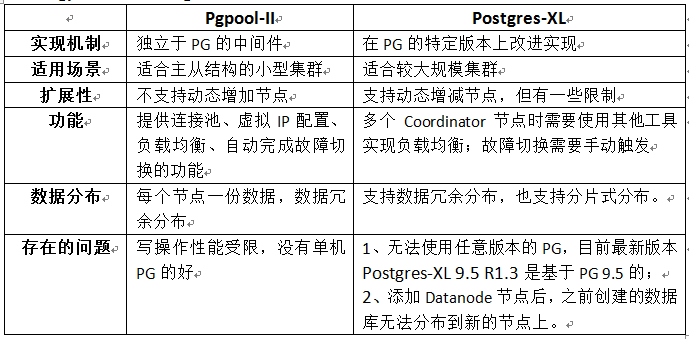 Pgpool-II Postgres-XL
实现机制 独立于 PG 的中间件 在 PG 的特定版本上改进实现
适用场景 适合主从结构的小型集群 适合较大规模集群
扩展性 不支持动态增加节点 支持动态增减节点，但有一些限制
功能 提供连接池、虚拟 IP 配置、 多个 Coordinator 节点时需要使用其他工具
负载均衡、自动完成故障切 实现负载均衡；故障切换需要手动触发
换的功能
数据分布 每个节点一份数据，数据冗 支持数据冗余分布，也支持分片式分布。
余分布
存在的问题 写操作性能受限，没有单机 1、无法使用任意版本的 PG，目前最新版本
PG 的好 Postgres-XL 9.5 R1.3 是基于 PG 9.5 的；
2、添加 Datanode 节点后，之前创建的数据
库无法分布到新的节点上。